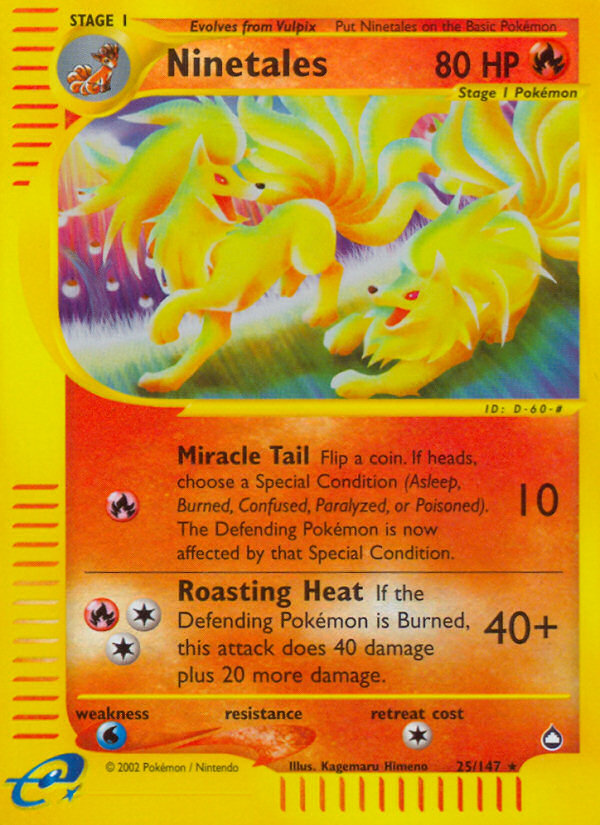 STAGE 1
Evolves from Vulpix Put Ninetales on the Basic Pokémon
Ninetales 80 HP
Stage 1 Pokémon
ID: D-60-#
Miracle Tail Flip a coin. If heads,
choose a Special Condition (Asleep,
Burned, Confused, Paralyzed, or Poisoned).
The Defending Pokémon is now
affected by that Special Condition.
10
Roasting Heat If the
Defending Pokémon is Burned,
this attack does 40 damage
plus 20 more damage.
40+
weakness resistance retreat cost
© 2002 Pokémon / Nintendo Illus. Kagemaru Himeno 25/147 ★
e